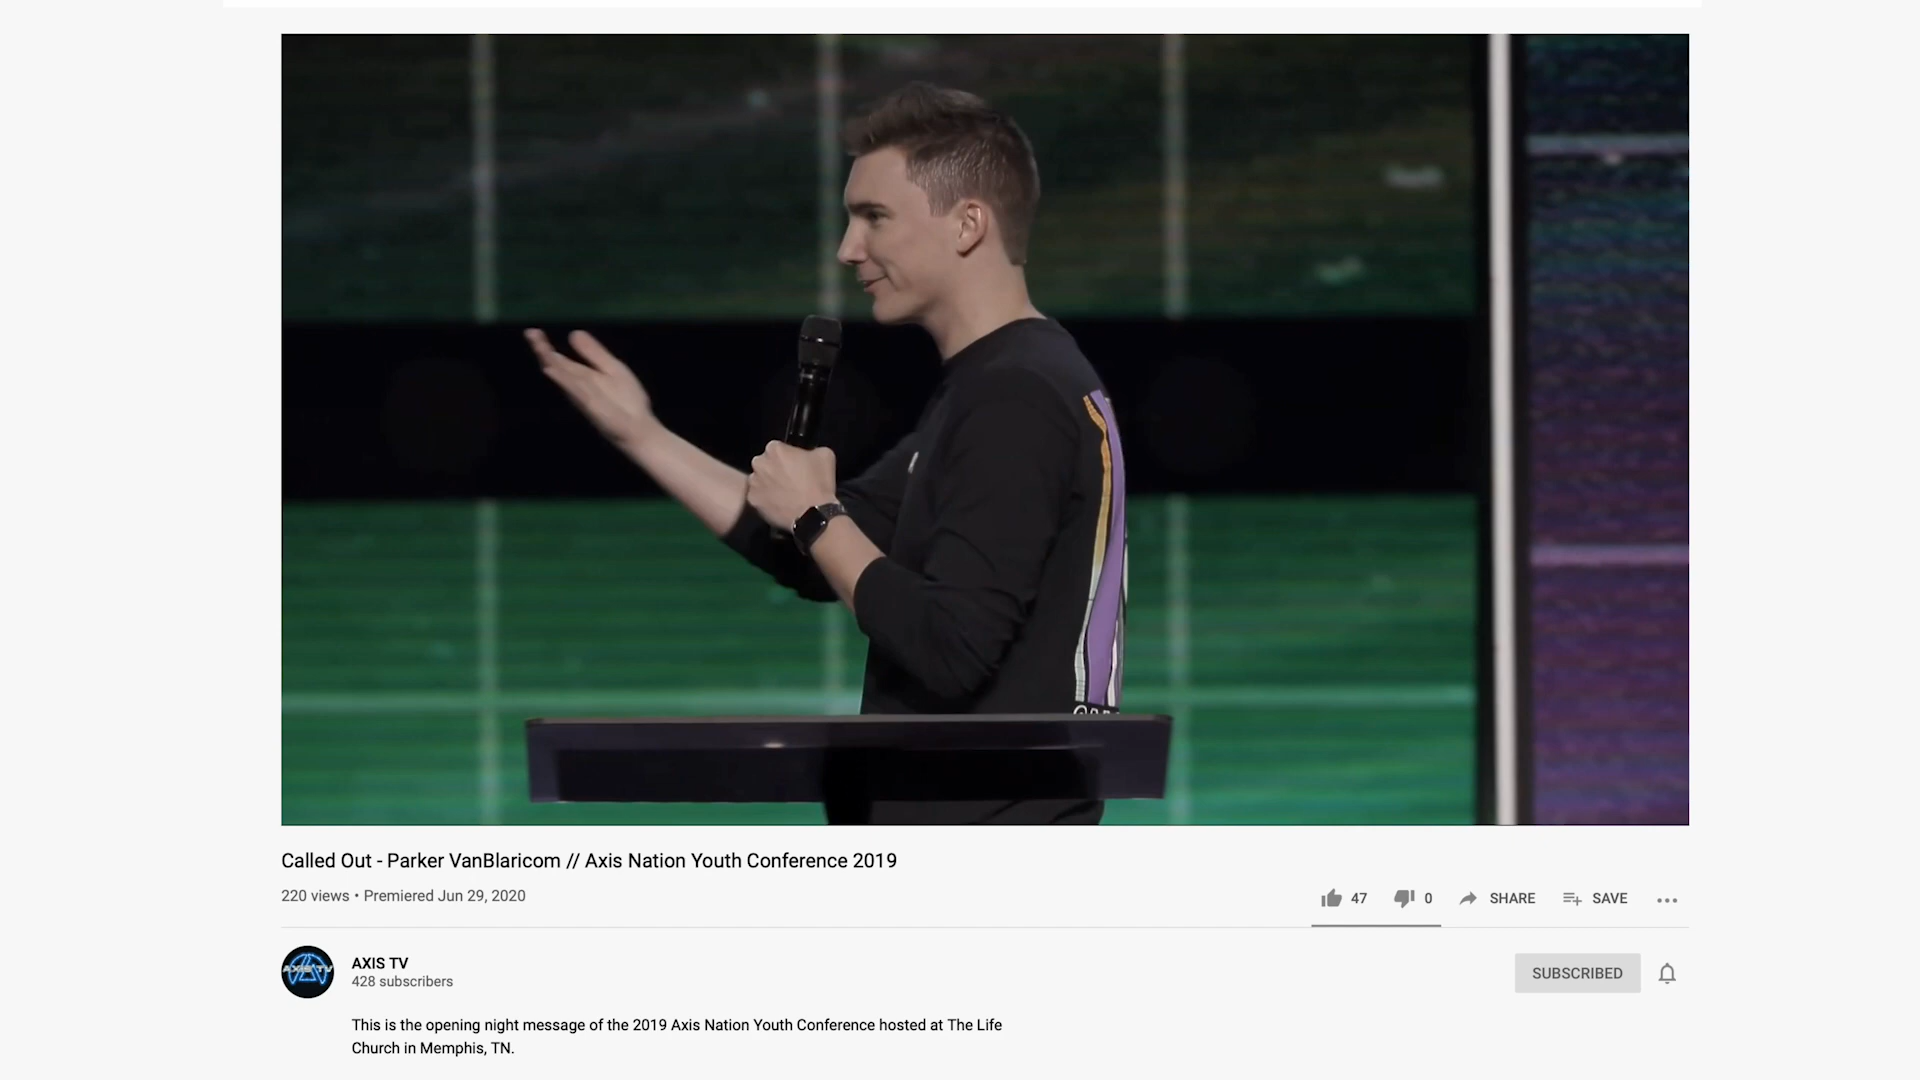 Called Out - Parker VanBlaricom // Axis Nation Youth Conference 2019
220 views • Premiered Jun 29, 2020
47
0
SHARE
SAVE
AXIS TV
AXIS TV
428 subscribers
SUBSCRIBED
This is the opening night message of the 2019 Axis Nation Youth Conference hosted at The Life
Church in Memphis, TN.